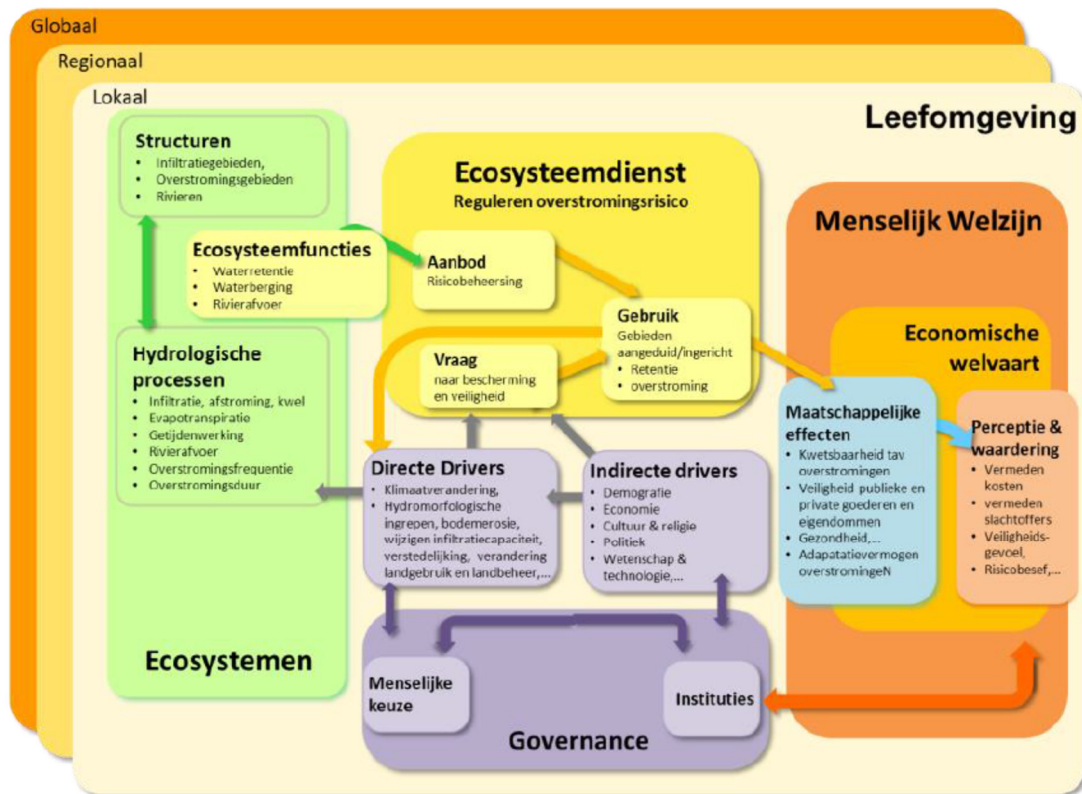 Globaal
Regionaal
Lokaal
Leefomgeving
Structuren
• Infiltratiegebieden,
• Overstromingsgebieden
• Rivieren
Ecosysteemdienst
Reguleren overstromingsrisico
Menselijk Welzijn
Ecosysteemfuncties
• Waterretentie
• Waterberging
• Rivierafvoer
Aanbod
Risicobeheersing
Gebruik
Gebieden
aangeduid/ingericht
• Retentie
• overstroming
Vraag
naar bescherming
en veiligheid
Economische
welvaart
Hydrologische
processen
• Infiltratie, afstroming, kwel
• Evapotranspiratie
• Getijdenwerking
• Rivierafvoer
• Overstromingsfrequentie
• Overstromingsduur
Maatschappelijke
effecten
• Kwetsbaarheid tav
overstromingen
• Veiligheid publieke en
private goederen en
eigendommen
• Gezondheid,...
• Adapatatievermogen
overstromingeN
Perceptie &
waardering
• Vermeden
kosten
• vermeden
slachtoffers
• Veiligheids-
gevoel,
• Risicobesef,...
Directe Drivers
• Klimaatverandering,
• Hydromorfologische
ingrepen, bodemerosie,
wijzigen infiltratiecapaciteit,
verstedelijking, verandering
landgebruik en landbeheer,...
Indirecte drivers
• Demografie
• Economie
• Cultuur & religie
• Politiek
• Wetenschap &
technologie,...
Ecosystemen
Menselijke
keuze
Instituties
Governance